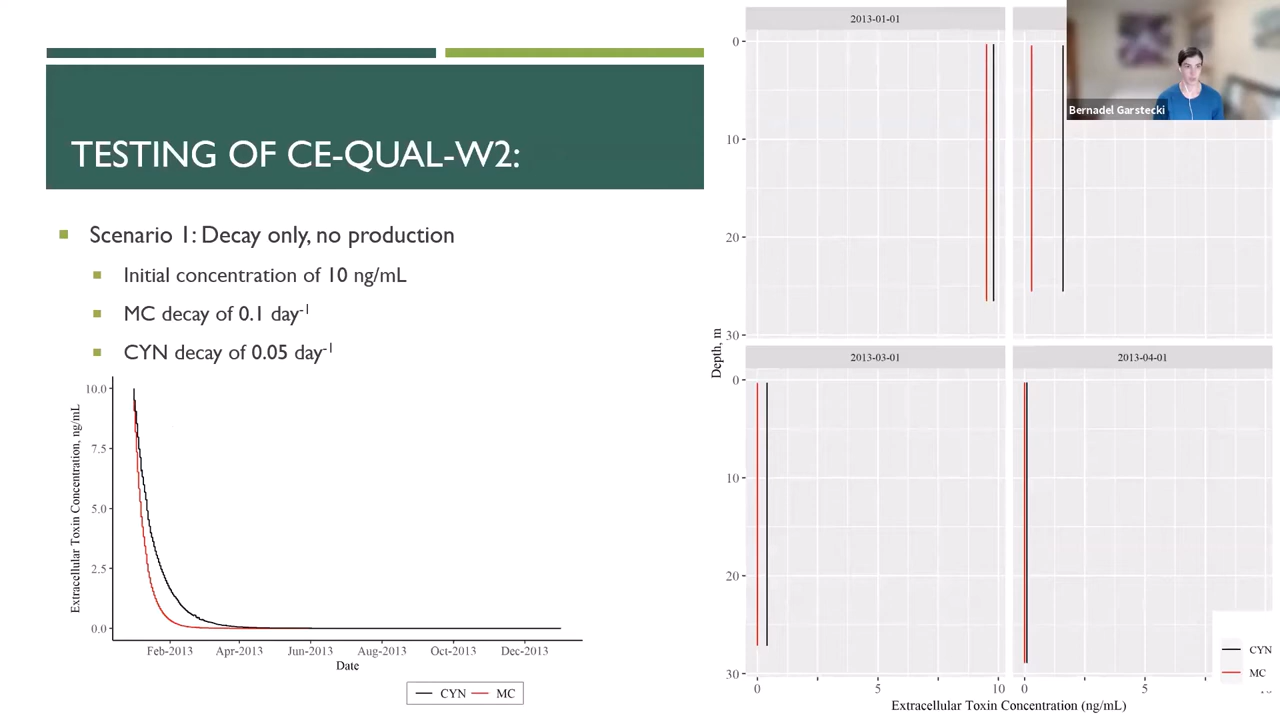 TESTING OF CE-QUAL-W2:
Scenario 1: Decay only, no production
Initial concentration of 10 ng/mL
MC decay of 0.1 day-1
CYN decay of 0.05 day-1
Extracellular Toxin Concentration, ng/mL
10.0
7.5
5.0
2.5
0.0
Feb-2013 Apr-2013 Jun-2013 Aug-2013 Oct-2013 Dec-2013
Date
CYN MC
2013-01-01
Bernadel Garstecki
0
10
20
30
Depth, m
2013-03-01 2013-04-01
0
10
20
30
0 5 10 0 5
Extracellular Toxin Concentration (ng/mL)
CYN
MC